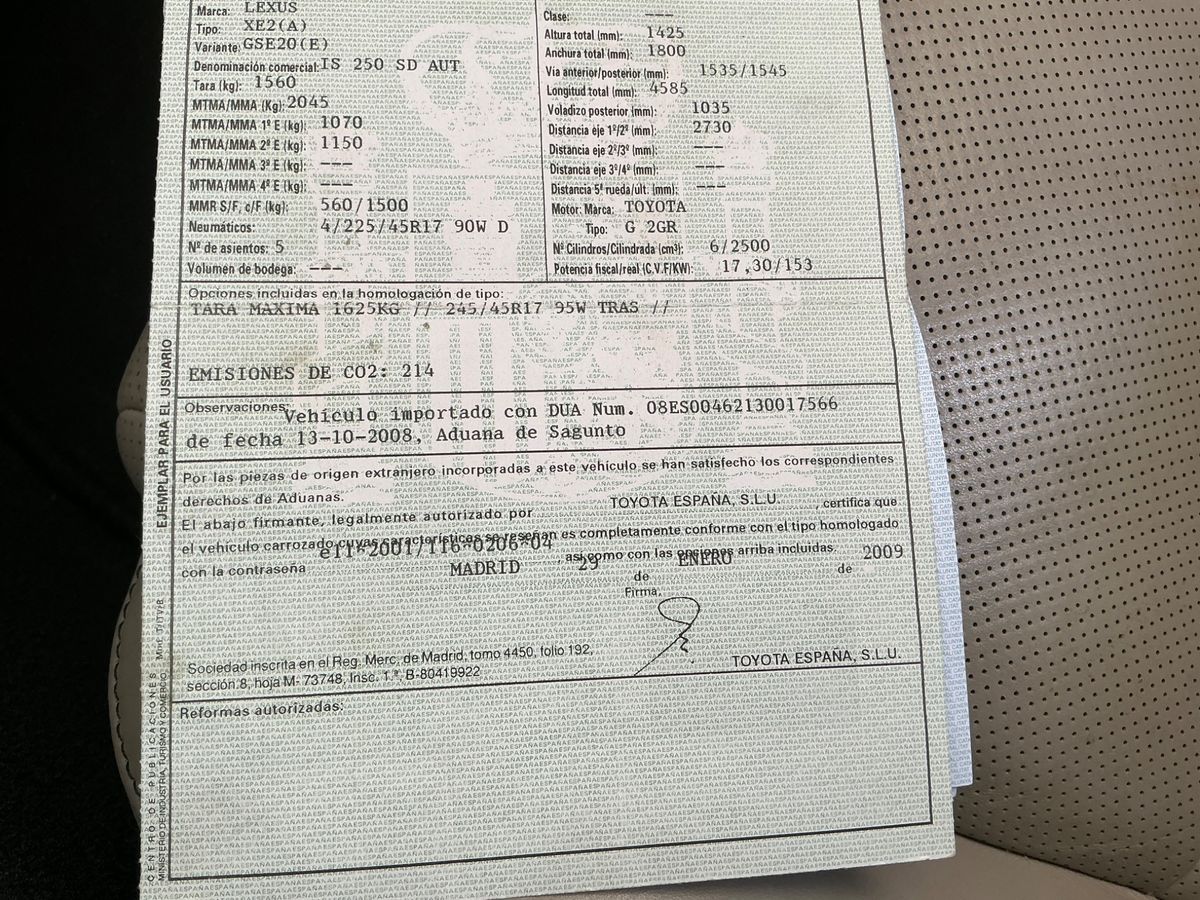 Marca: LEXUS
Tipo: XE2(A)
Variante: GSE20(E)
Denominación comercial: IS 250 SD AUT
Tara (kg): 1560
MTMA/MMA (Kg): 2045
MTMA/MMA 1º E (kg): 1070
MTMA/MMA 2º E (kg): 1150
MTMA/MMA 3º E (kg): ---
MTMA/MMA 4º E (kg): ---
MMR S/F, c/F (kg): 560/1500
Neumáticos: 4/225/45R17 90W D
Nº de asientos: 5
Volumen de bodega: ---
Clase: ---
Altura total (mm): 1425
Anchura total (mm): 1800
Via anterior/posterior (mm): 1535/1545
Longitud total (mm): 4585
Voladizo posterior (mm): 1035
Distancia eje 1º/2º (mm): 2730
Distancia eje 2º/3º (mm): ---
Distancia eje 3º/4º (mm): ---
Distancia 5ª rueda/últ. (mm): ---
Motor: Marca: TOYOTA
Tipo: G 2GR
Nº Cilindros/Cilindrada (cm³): 6/2500
Potencia fiscal/real (C.V.F/KW): 17,30/153
Opciones incluidas en la homologación de tipo:
TARA MAXIMA 1625KG // 245/45R17 95W TRAS //
EMISIONES DE CO2: 214
Observaciones: Vehículo importado con DUA Num. 08ES00462130017566
de fecha 13-10-2008, Aduana de Sagunto
Por las piezas de origen extranjero incorporadas a este vehículo se han satisfecho los correspondientes
derechos de Aduanas.
El abajo firmante, legalmente autorizado por TOYOTA ESPAÑA, S.L.U. , certifica que
el vehículo carrozado cuyas características se reseñan es completamente conforme con el tipo homologado
con la contraseña e11*2001/116*0206*04 , así como con las opciones arriba incluidas.
MADRID 29 de ENERO de 2009
Firma,
Sociedad inscrita en el Reg. Merc. de Madrid, tomo 4450, folio 192,
sección 8, hoja M- 73748, Insc. 1.ª, B-80419922
TOYOTA ESPAÑA, S.L.U.
Reformas autorizadas:
EJEMPLAR PARA EL USUARIO
CENTRO DE PUBLICACIONES
MINISTERIO DE INDUSTRIA, TURISMO Y COMERCIO